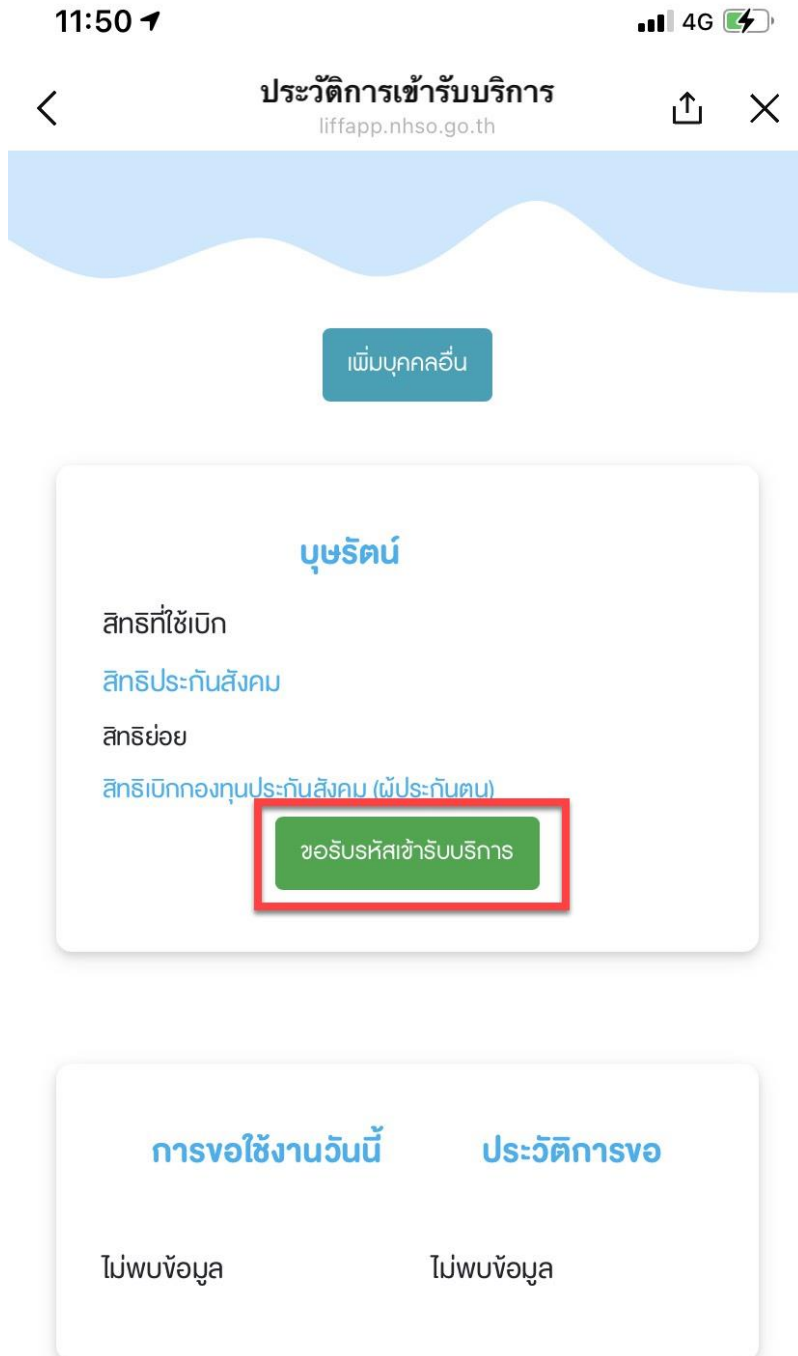 11:50
4G
ประวัติการเข้ารับบริการ
liffapp.nhso.go.th
เพิ่มบุคคลอื่น
บุษรัตน์
สิทธิที่ใช้เบิก
สิทธิประกันสังคม
สิทธิย่อย
สิทธิเบิกกองทุนประกันสังคม (ผู้ประกันตน)
ขอรับรหัสเข้ารับบริการ
การขอใช้งานวันนี้
ประวัติการขอ
ไม่พบข้อมูล
ไม่พบข้อมูล